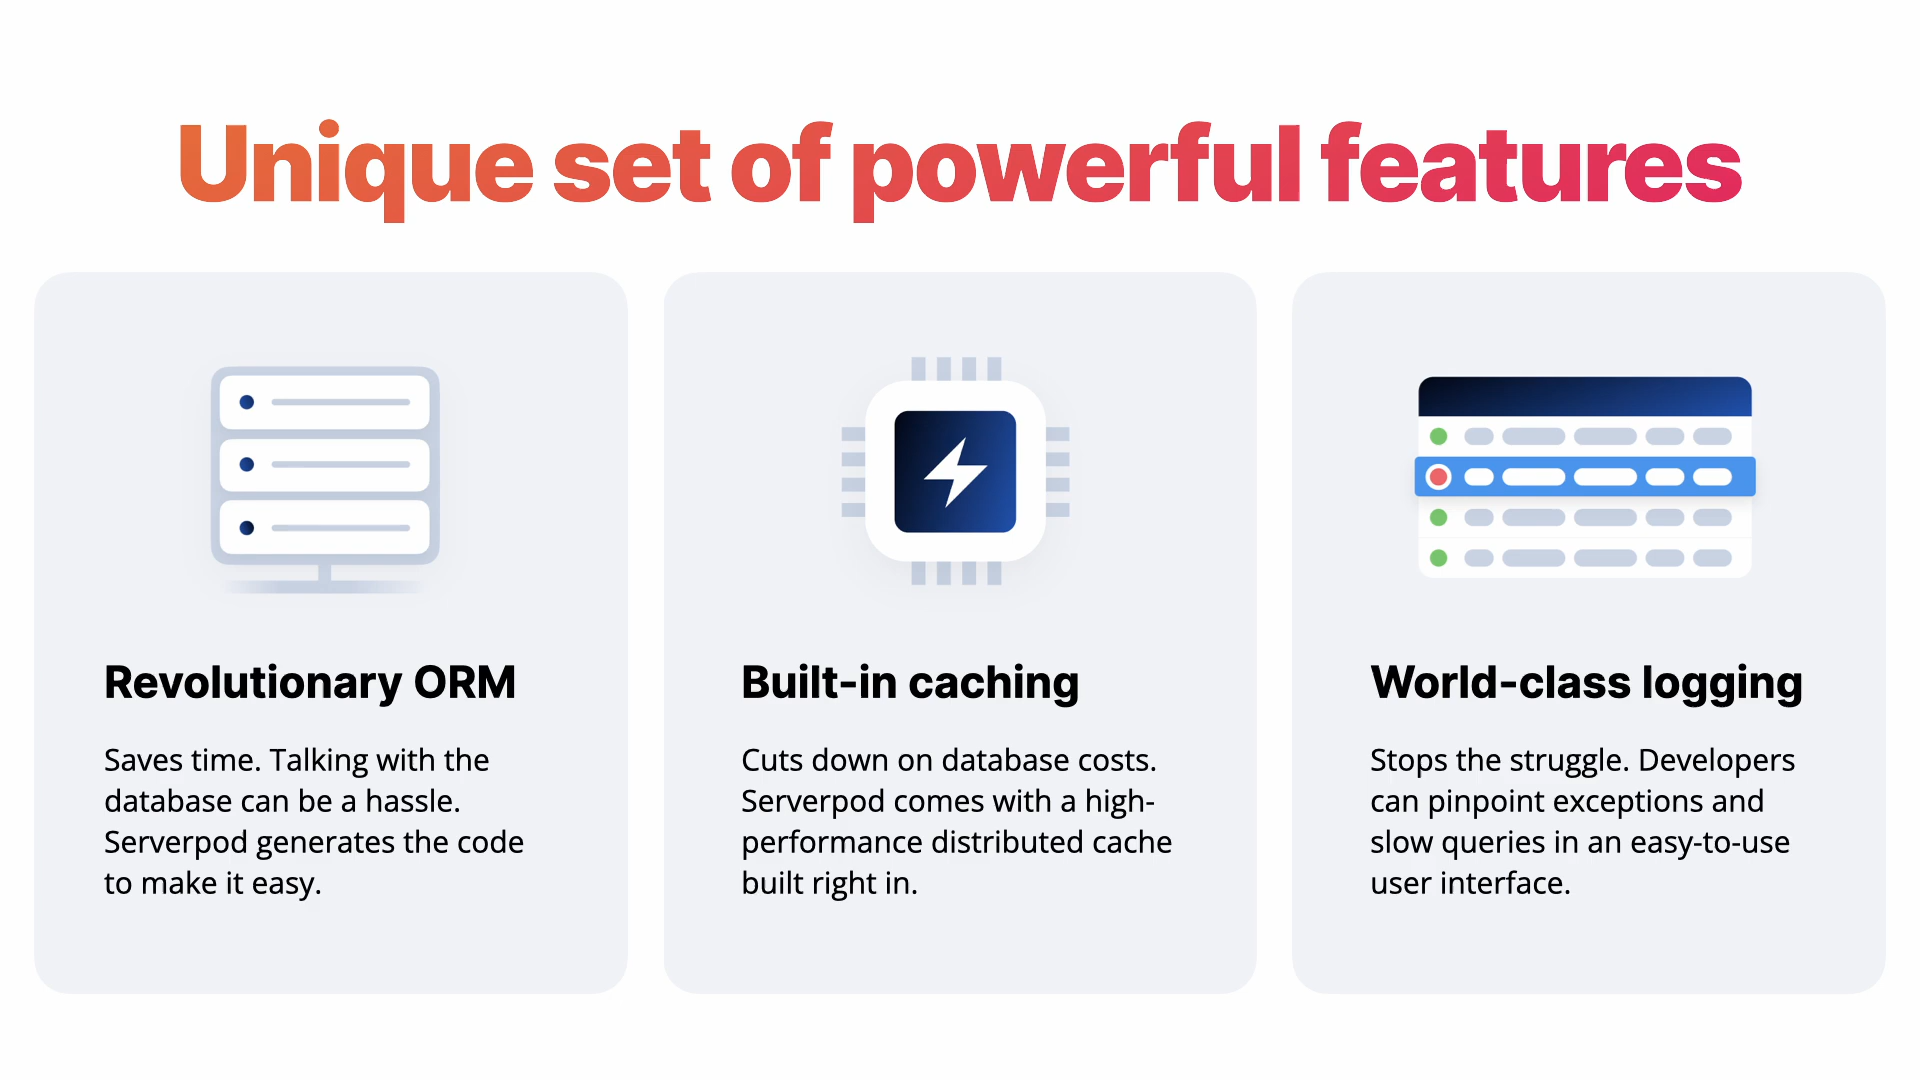 Unique set of powerful features
Revolutionary ORM
Saves time. Talking with the
database can be a hassle.
Serverpod generates the code
to make it easy.
Built-in caching
Cuts down on database costs.
Serverpod comes with a high-
performance distributed cache
built right in.
World-class logging
Stops the struggle. Developers
can pinpoint exceptions and
slow queries in an easy-to-use
user interface.